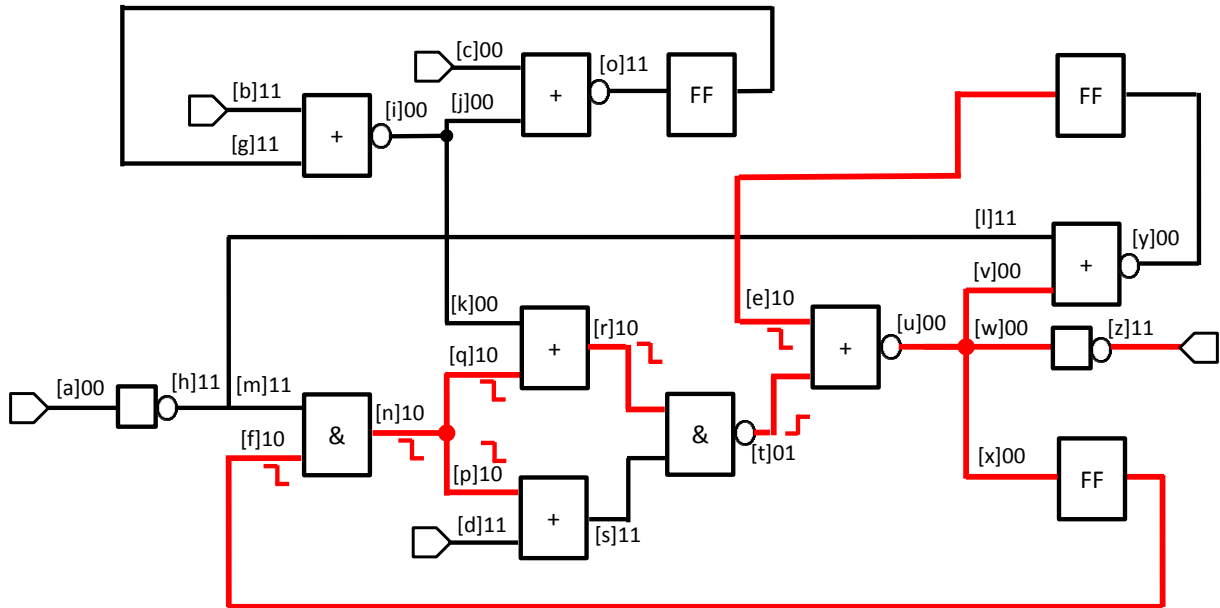 [c]00
[o]11
FF
[b]11
[i]00
[j]00
+
FF
+
[g]11
[l]11
[y]00
+
[v]00
[k]00
[e]10
[r]10
[u]00
[w]00
[z]11
+
+
[q]10
[a]00
[h]11
[m]11
[n]10
&
&
[f]10
[t]01
[p]10
[x]00
FF
[d]11
+
[s]11